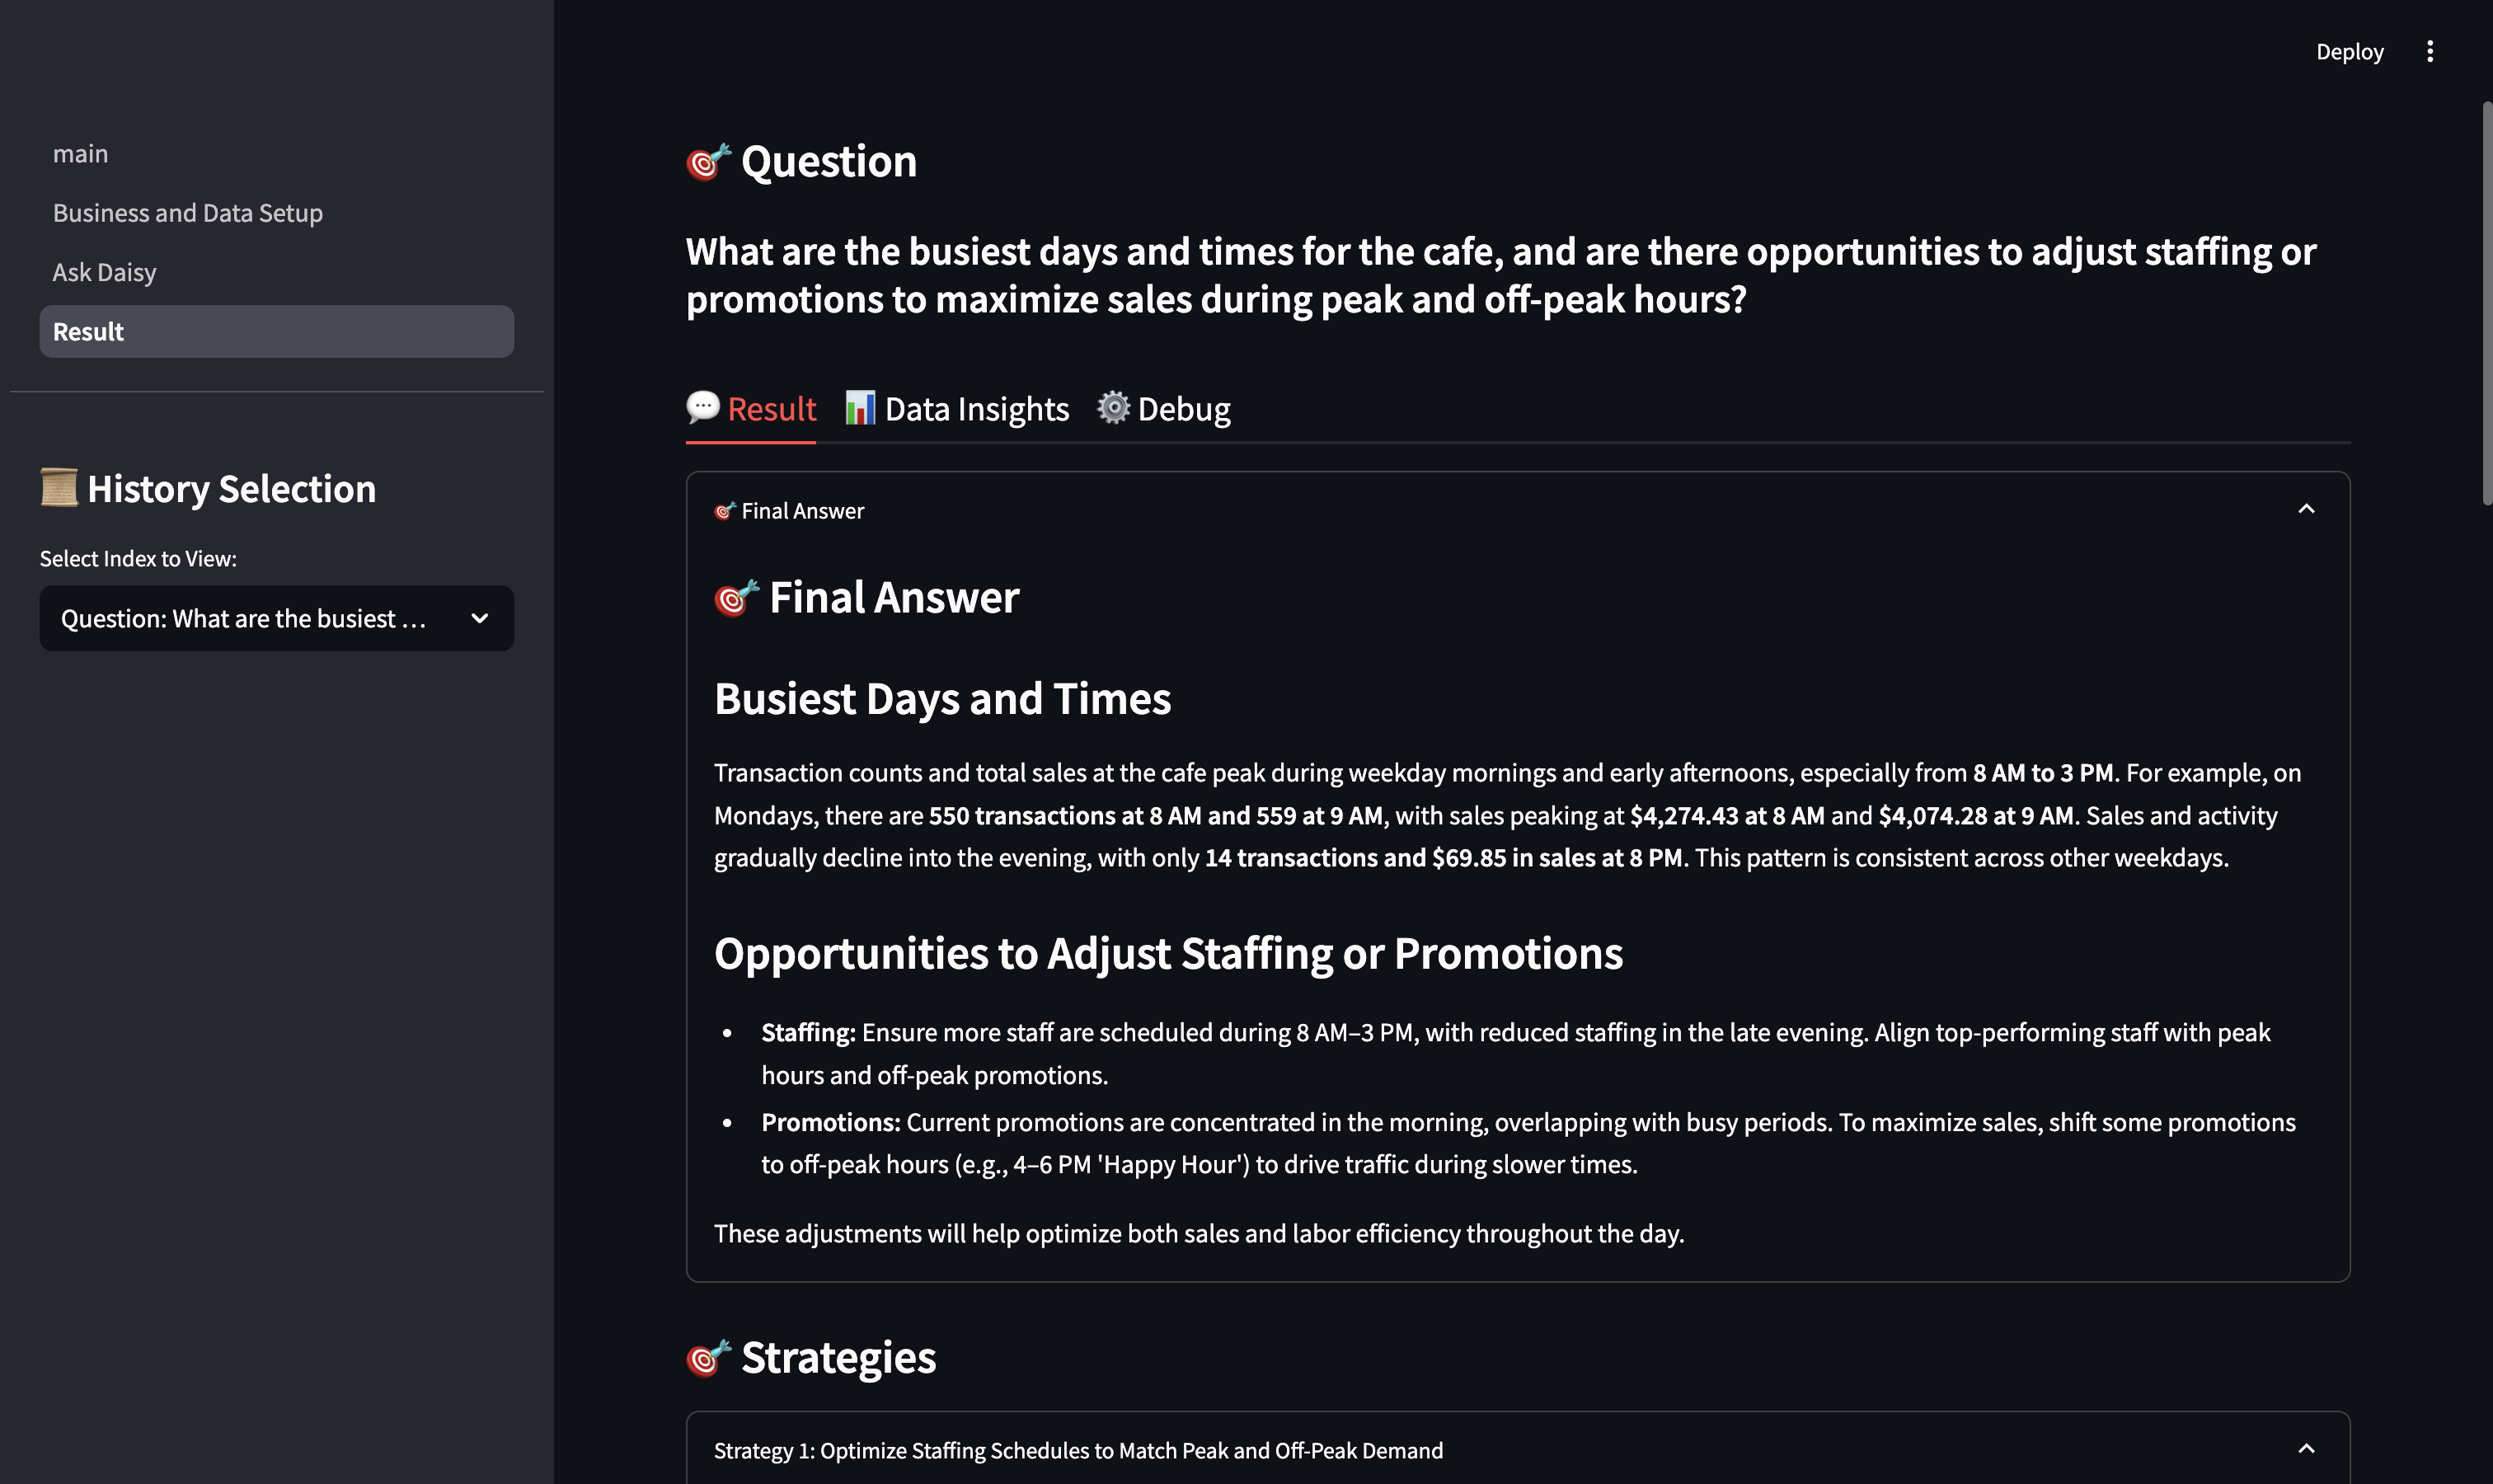 Deploy
main
Business and Data Setup
Ask Daisy
Result
History Selection
Select Index to View:
Question: What are the busiest ...
Question
What are the busiest days and times for the cafe, and are there opportunities to adjust staffing or
promotions to maximize sales during peak and off-peak hours?
Result
Data Insights
Debug
Final Answer
Final Answer
Busiest Days and Times
Transaction counts and total sales at the cafe peak during weekday mornings and early afternoons, especially from 8 AM to 3 PM. For example, on
Mondays, there are 550 transactions at 8 AM and 559 at 9 AM, with sales peaking at $4,274.43 at 8 AM and $4,074.28 at 9 AM. Sales and activity
gradually decline into the evening, with only 14 transactions and $69.85 in sales at 8 PM. This pattern is consistent across other weekdays.
Opportunities to Adjust Staffing or Promotions
• Staffing: Ensure more staff are scheduled during 8 AM–3 PM, with reduced staffing in the late evening. Align top-performing staff with peak
hours and off-peak promotions.
• Promotions: Current promotions are concentrated in the morning, overlapping with busy periods. To maximize sales, shift some promotions
to off-peak hours (e.g., 4–6 PM 'Happy Hour') to drive traffic during slower times.
These adjustments will help optimize both sales and labor efficiency throughout the day.
Strategies
Strategy 1: Optimize Staffing Schedules to Match Peak and Off-Peak Demand